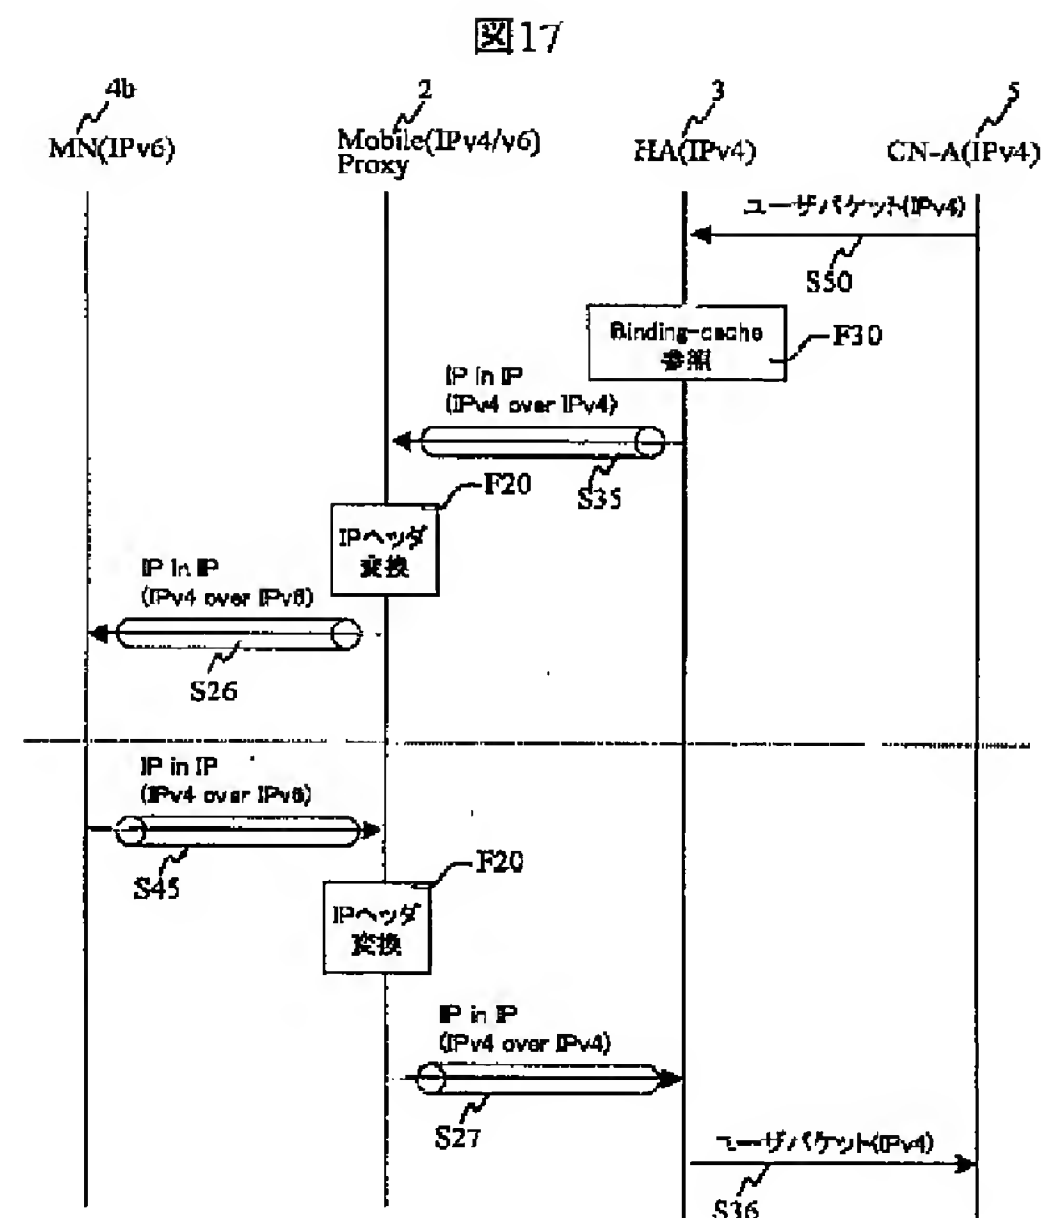 図17
4b
2
3
5
MN(IPv6)
Mobile(IPv4/v6)
Proxy
HA(IPv4)
CN-A(IPv4)
ユーザパケット(IPv4)
S50
Binding-cache
参照
F30
IP in IP
(IPv4 over IPv4)
S35
F20
IPヘッダ
変換
IP in IP
(IPv4 over IPv6)
S26
IP in IP
(IPv4 over IPv6)
S45
F20
IPヘッダ
変換
IP in IP
(IPv4 over IPv4)
S27
ユーザパケット(IPv4)
S36